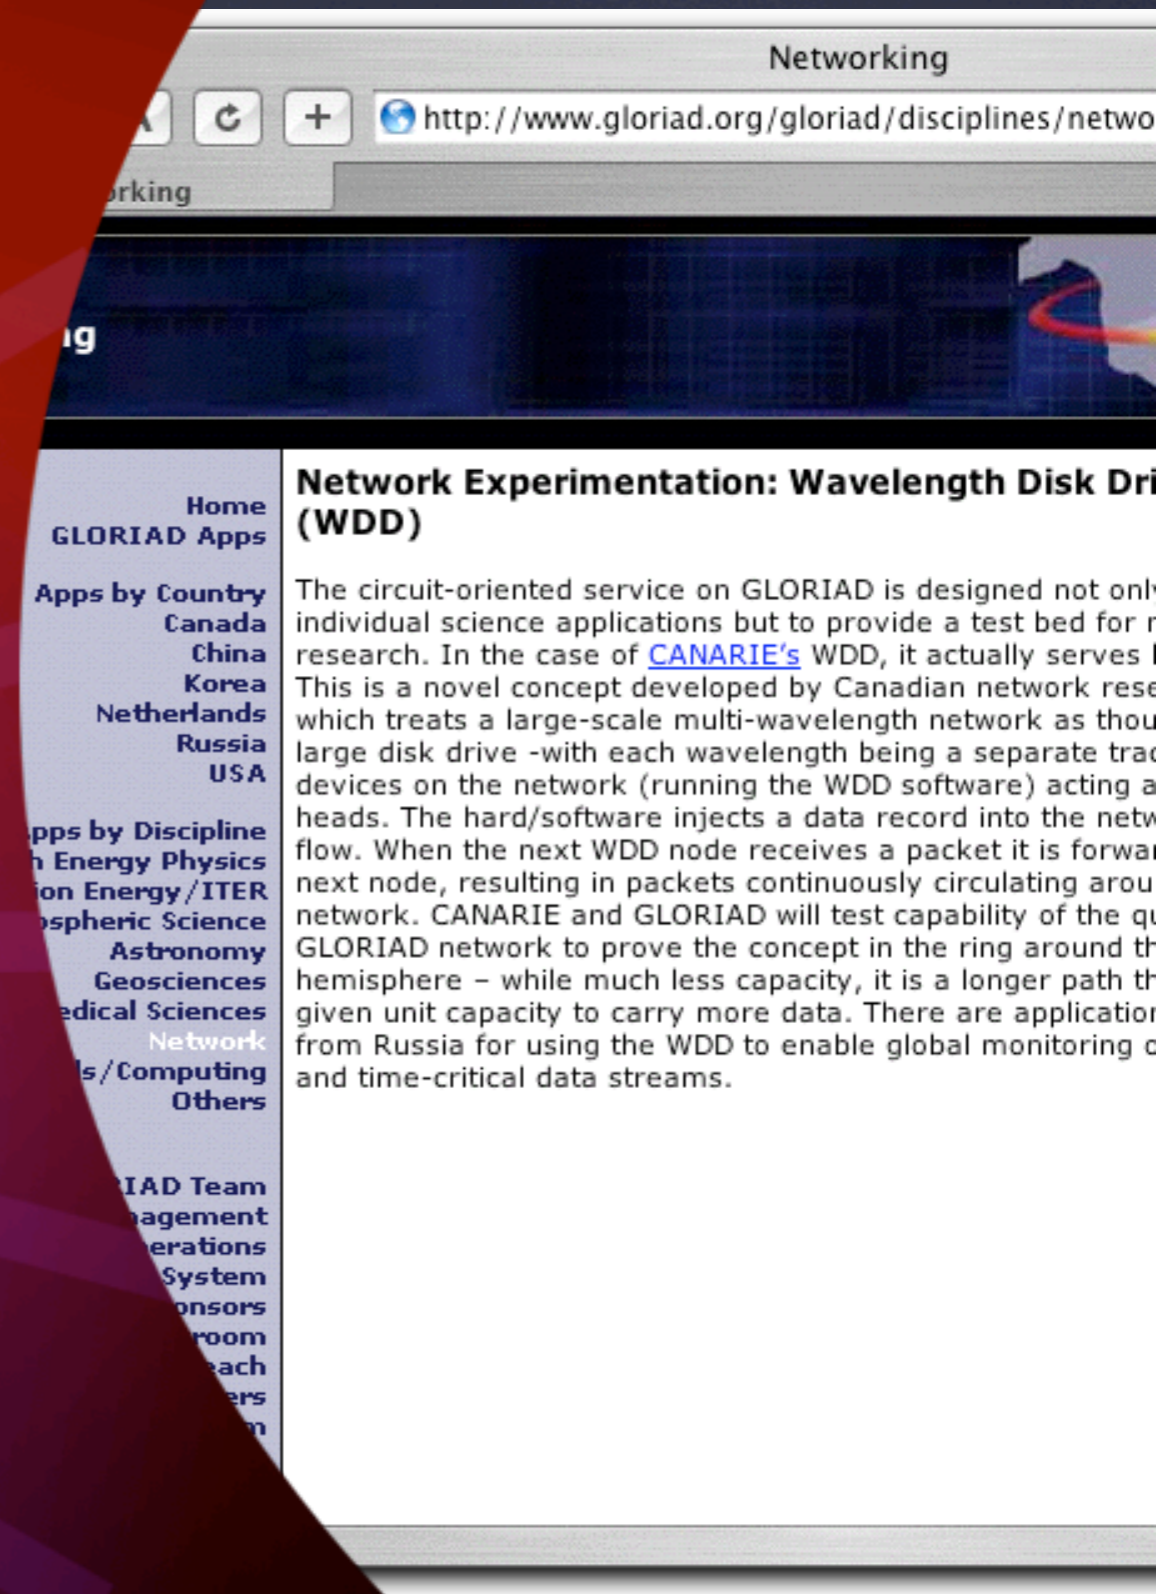 Networking
http://www.gloriad.org/gloriad/disciplines/netwo
rking
Home
GLORIAD Apps
Apps by Country
Canada
China
Korea
Netherlands
Russia
USA
pps by Discipline
Energy Physics
ion Energy/ITER
ospheric Science
Astronomy
Geosciences
edical Sciences
Network
s/Computing
Others
IAD Team
agement
erations
System
onsors
room
each
ers
Network Experimentation: Wavelength Disk Dri
(WDD)
The circuit-oriented service on GLORIAD is designed not only
individual science applications but to provide a test bed for
research. In the case of CANARIE's WDD, it actually serves
This is a novel concept developed by Canadian network rese
which treats a large-scale multi-wavelength network as thou
large disk drive -with each wavelength being a separate trac
devices on the network (running the WDD software) acting a
heads. The hard/software injects a data record into the netw
flow. When the next WDD node receives a packet it is forwar
next node, resulting in packets continuously circulating arou
network. CANARIE and GLORIAD will test capability of the qu
GLORIAD network to prove the concept in the ring around th
hemisphere – while much less capacity, it is a longer path th
given unit capacity to carry more data. There are application
from Russia for using the WDD to enable global monitoring o
and time-critical data streams.